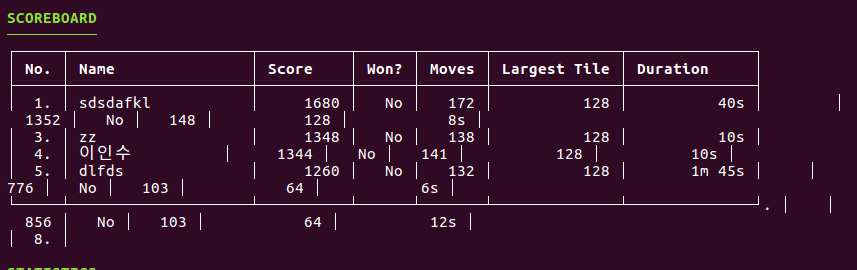 SCOREBOARD
No. Name Score Won? Moves Largest Tile Duration
1. sdsdafkl 1680 No 172 128 40s
1352 No 148 128 8s
3. zz 1348 No 138 128 10s
4. 이인수 1344 No 141 128 10s
5. dlfds 1260 No 132 128 1m 45s
776 No 103 64 6s
.
856 No 103 64 12s
8.
STATISTICS